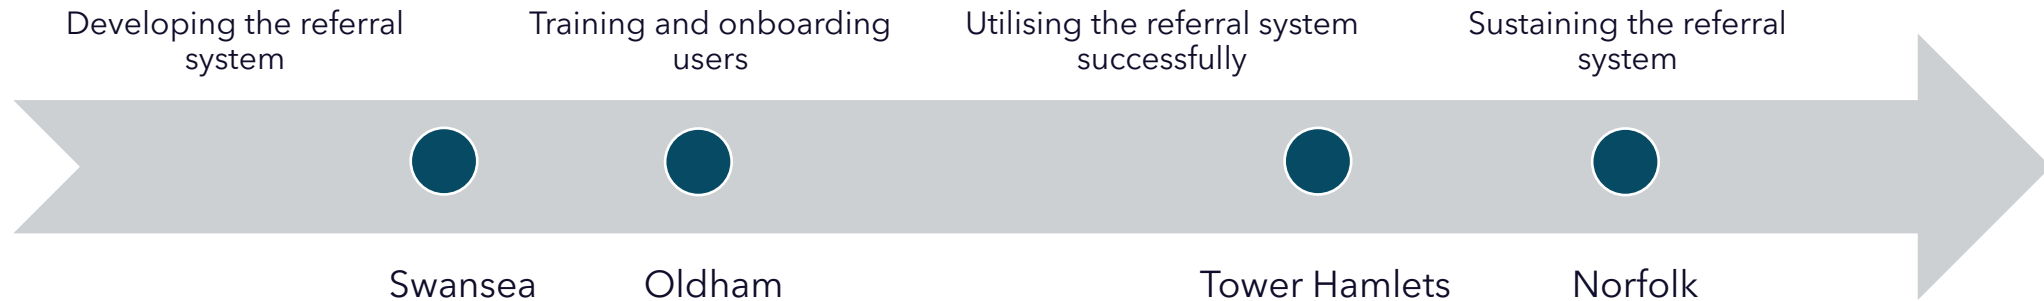 Developing the referral
system
Training and onboarding
users
Utilising the referral system
successfully
Sustaining the referral
system
Swansea
Oldham
Tower Hamlets
Norfolk